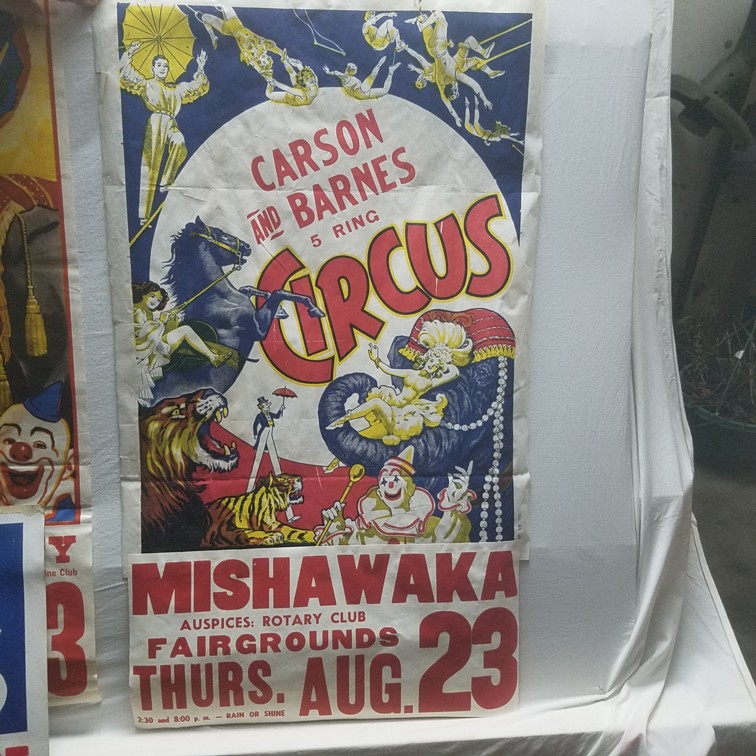 CARSON
AND BARNES
5 RING
CIRCUS
MISHAWAKA
AUSPICES: ROTARY CLUB
FAIRGROUNDS
THURS. AUG. 23
2:30 and 8:00 p. m. — RAIN OR SHINE
Y
Club
3